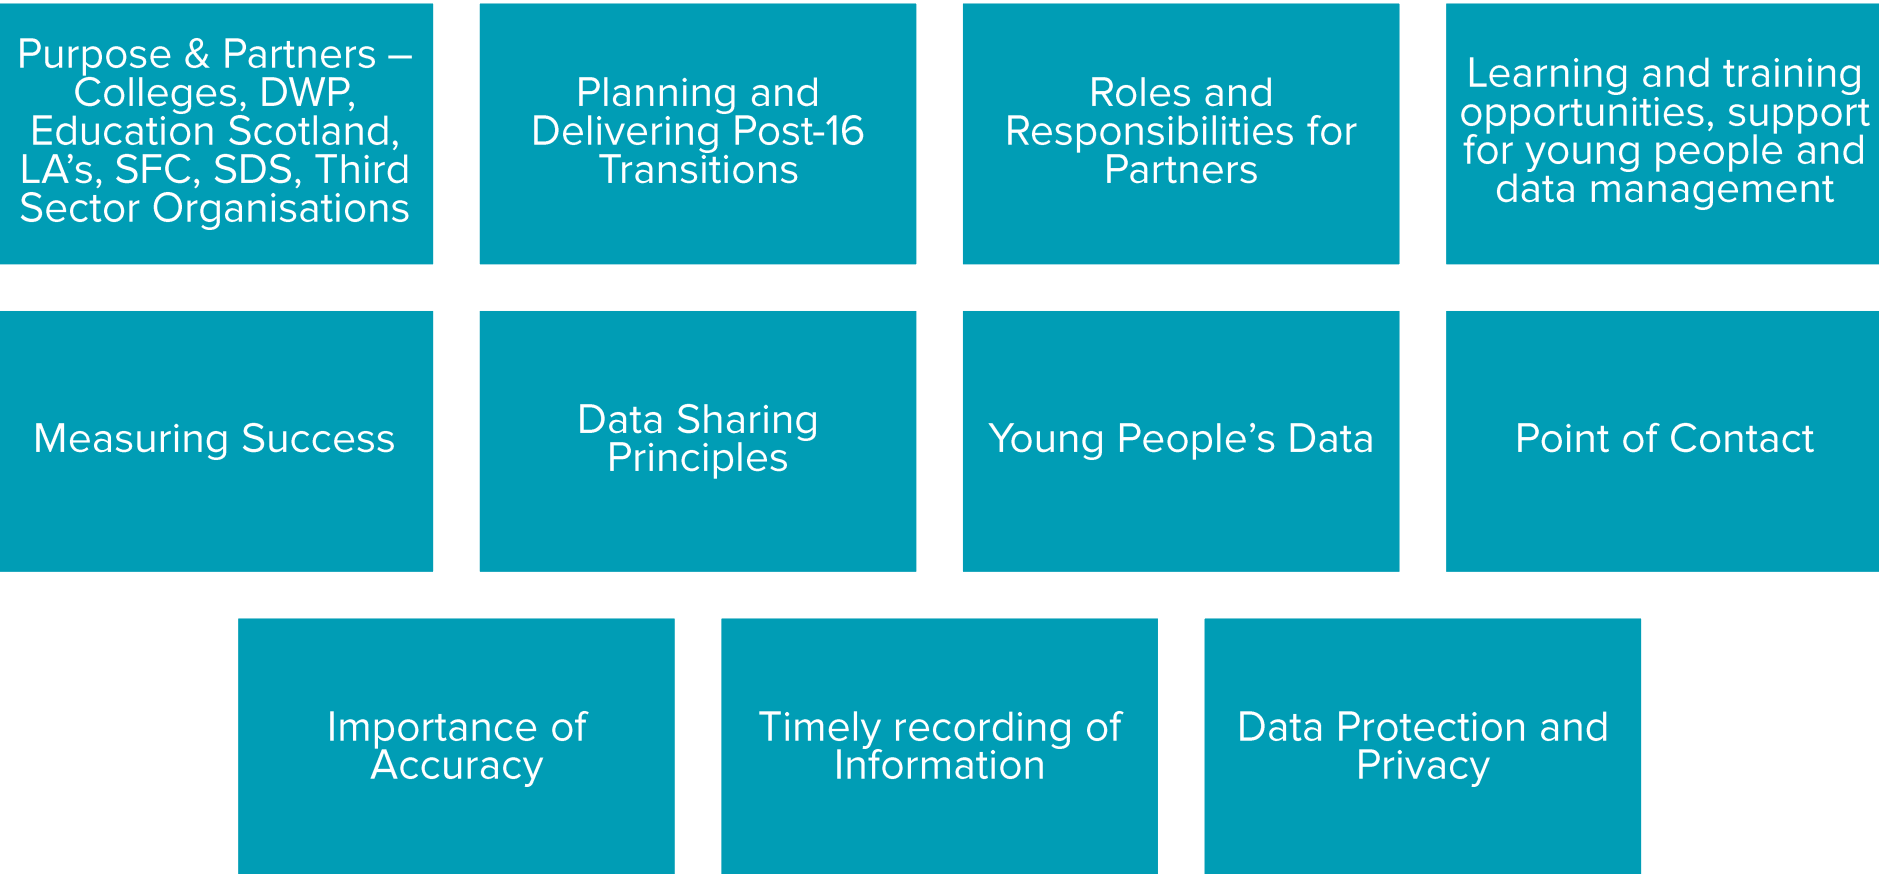 Purpose & Partners –
Colleges, DWP,
Education Scotland,
LA’s, SFC, SDS, Third
Sector Organisations
Planning and
Delivering Post-16
Transitions
Roles and
Responsibilities for
Partners
Learning and training
opportunities, support
for young people and
data management
Measuring Success
Data Sharing
Principles
Young People’s Data
Point of Contact
Importance of
Accuracy
Timely recording of
Information
Data Protection and
Privacy